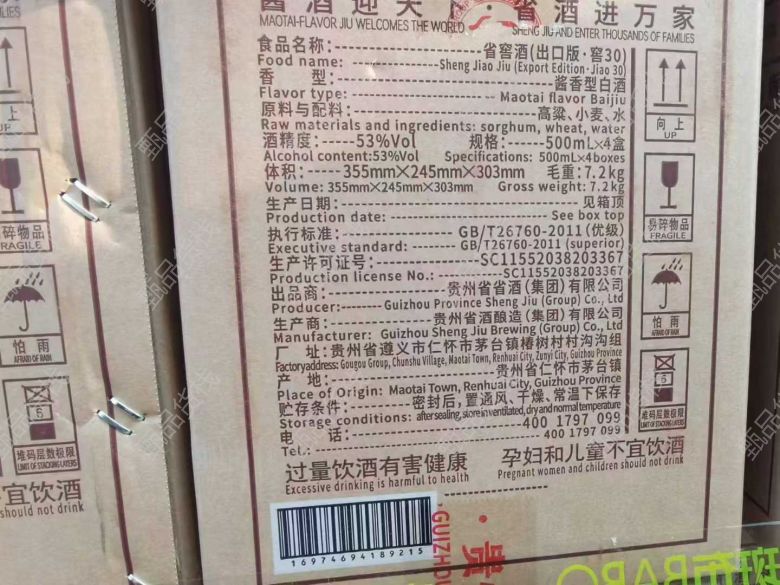 酱酒迎天下 省酒进万家
MAOTAI-FLAVOR JIU WELCOMES THE WORLD SHENG JIU AND ENTER THOUSANDS OF FAMILIES
食品名称: 省窖酒(出口版·窖30)
Food name: Sheng Jiao Jiu (Export Edition·Jiao 30)
香 型: 酱香型白酒
Flavor type: Maotai flavor Baijiu
原料与配料: 高粱、小麦、水
Raw materials and ingredients: sorghum, wheat, water
酒精度: 53%Vol 规格: 500mL×4盒
Alcohol content:53%Vol Specifications: 500mL×4boxes
体积: 355mm×245mm×303mm 毛重:7.2kg
Volume: 355mm×245mm×303mm Gross weight: 7.2kg
生产日期: 见箱顶
Production date: See box top
执行标准: GB/T26760-2011(优级)
Executive standard: GB/T26760-2011(superior)
生产许可证号: SC11552038203367
Production license No.: SC11552038203367
出品商: 贵州省省酒(集团)有限公司
Producer: Guizhou Province Sheng Jiu (Group) Co., Ltd
生产商: 贵州省酒酿造(集团)有限公司
Manufacturer: Guizhou Sheng Jiu Brewing (Group) Co., Ltd
厂 址:贵州省遵义市仁怀市茅台镇椿树村村沟沟组
Factoryaddress: Gougou Group, Chunshu Village, Maotai Town, Renhuai City, Zunyi City, Guizhou Province
产 地: 贵州省仁怀市茅台镇
Place of Origin: Maotai Town, Renhuai City, Guizhou Province
贮存条件: 密封后,置通风、干燥、常温下保存
Storage conditions: after sealing, store in ventilated, dry and normal temperature
电 话: 400 1797 099
Tel.: 400 1797 099
过量饮酒有害健康 孕妇和儿童不宜饮酒
Excessive drinking is harmful to health Pregnant women and children should not drink
16974694189215
·贵
GUIZHO
向上
UP
易碎物品
FRAGILE
怕雨
AFRAID OF RAIN
6
堆码层数极限
LIMIT OF STACKING LAYERS
LIES
上
UP
碎物品
FRAGILE
怕雨
AFRAID OF RAIN
6
堆码层数极限
LIMIT OF STACKING LAYERS
宜饮酒
should not drink
BABO
甄品货线